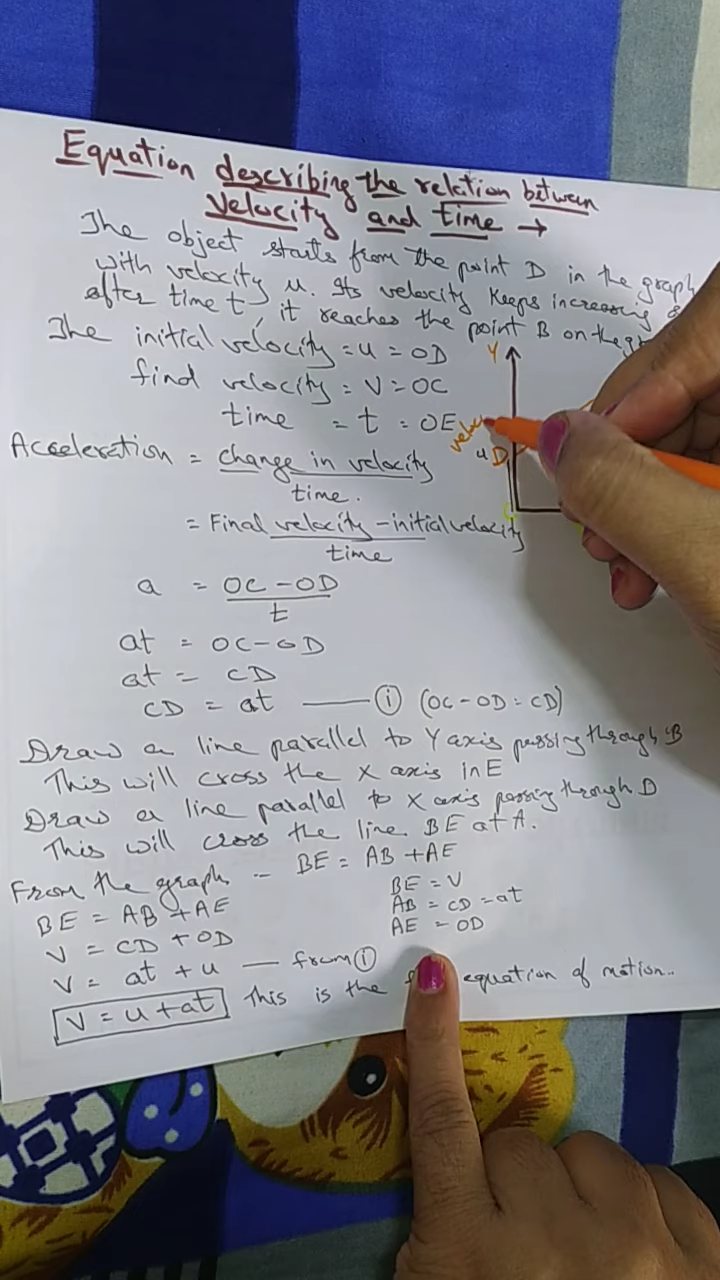 Equation describing the relation between
velocity and time →
The object starts from the point D in the graph
with velocity u. Its velocity keeps increasing &
after time t, it reaches the point B on the
The initial velocity = u = OD
find velocity = V = OC
time = t = OE
Acceleration = change in velocity
time.
= Final velocity - initial velocity
time
a = OC - OD
t
at = OC - OD
at = CD
CD = at —— (i) (OC - OD = CD)
Draw a line parallel to Y axis passing through B
This will cross the X axis in E
Draw a line parallel to X axis passing through D
This will cross the line BE at A.
From the graph - BE = AB + AE
BE = AB + AE
V = CD + OD
V = at + u — from (i)
V = u + at This is the equation of motion..
BE = V
AB = CD = at
AE = OD
Y
u D